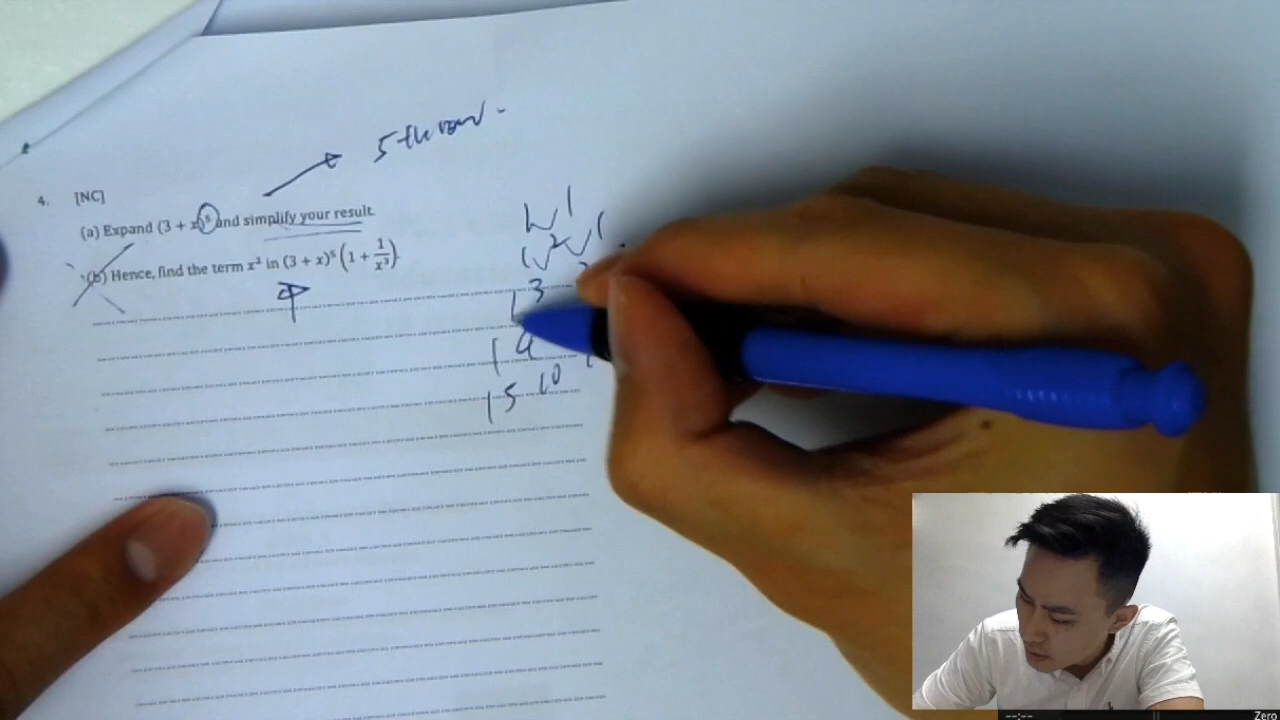 5th row.
4. [NC]
(a) Expand (3 + x)⁵ and simplify your result.
(b) Hence, find the term x² in (3 + x)⁵ (1 + 1/x³)
1 1
1 2 1
1 3
1 4
1 5 10
--:-- Zero